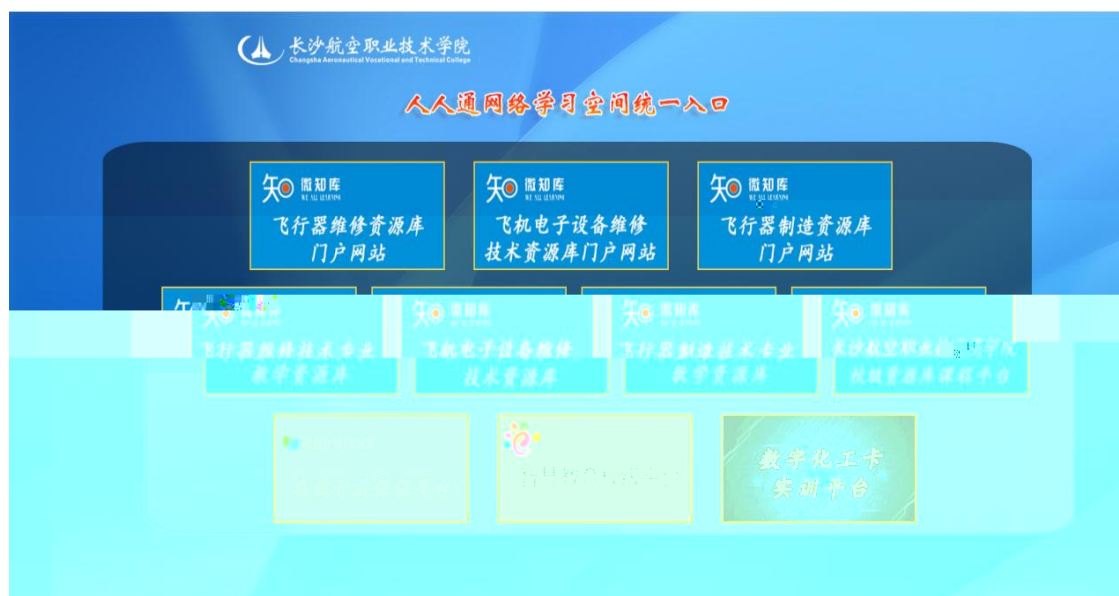 长沙航空职业技术学院
Changsha Aeronautical Vocational and Technical College
人人通网络学习空间统一入口
知 微知库
飞行器维修资源库
门户网站
知 微知库
飞机电子设备维修
技术资源库门户网站
知 微知库
飞行器制造资源库
门户网站
飞行器维修技术专业
教学资源库
知 微知库
飞机电子设备维修
技术资源库
知 微知库
飞行器制造技术专业
教学资源库
知 微知库
长沙航空职业技术学院
校级资源库课程平台
数字化工卡
实训平台